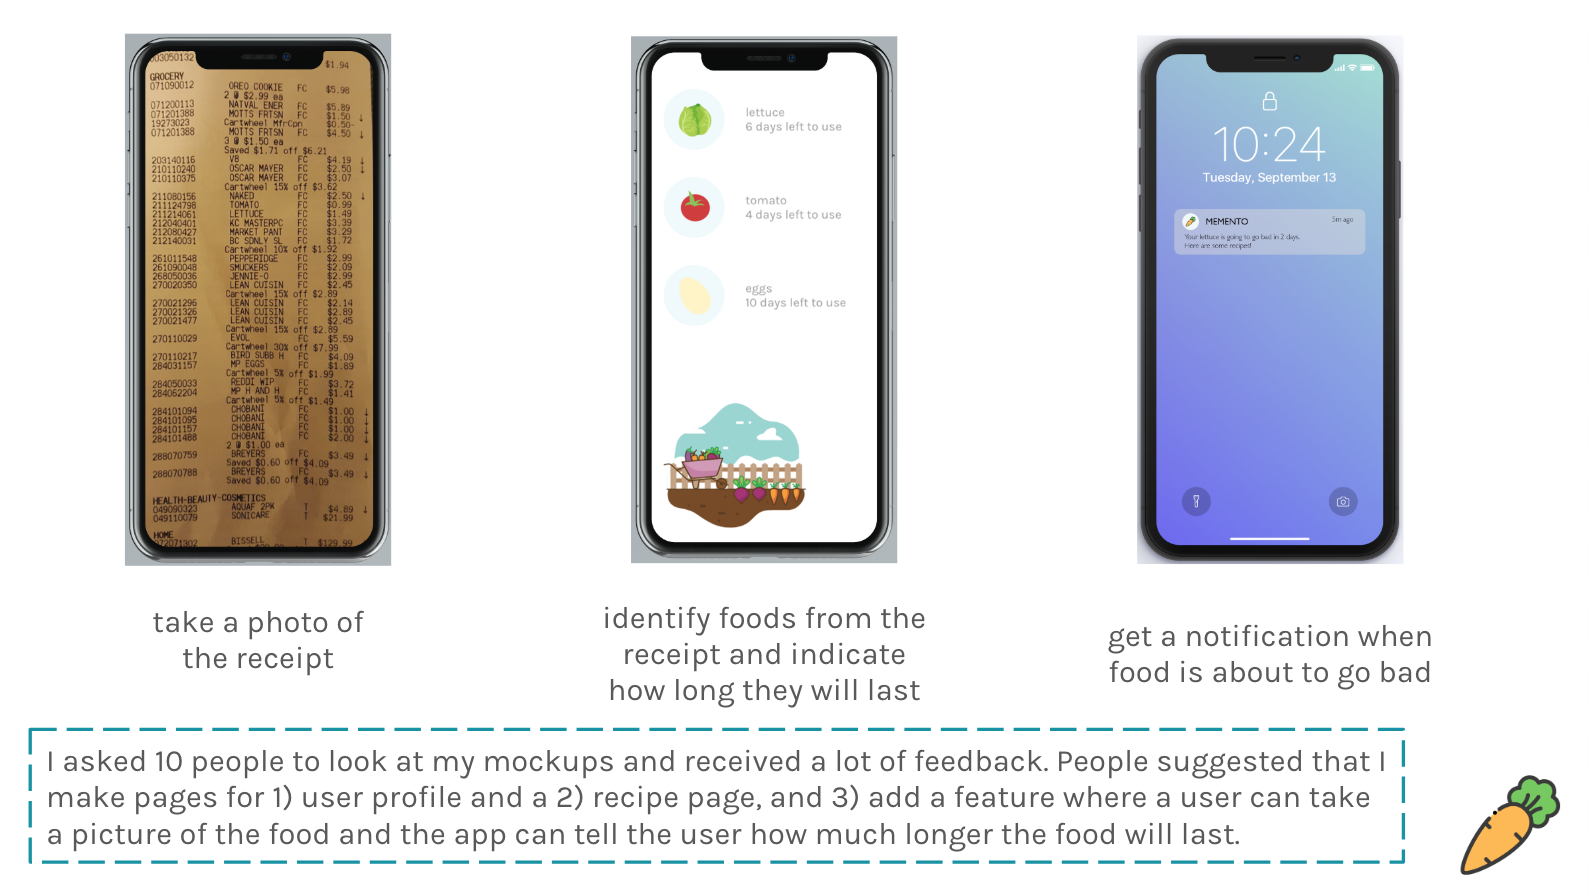 003050132
$1.94
GROCERY
071090012 OREO COOKIE FC $5.98
2 @ $2.99 ea
071200113 NATVAL ENER FC $5.89
071201388 MOTTS FRTSN FC $1.50 ↓
19273023 Cartwheel MfrCpn $0.50-
071201388 MOTTS FRTSN FC $4.50 ↓
3 @ $1.50 ea
Saved $1.71 off $6.21
203140116 V8 FC $4.19 ↓
210110240 OSCAR MAYER FC $2.50 ↓
210110375 OSCAR MAYER FC $3.07
Cartwheel 15% off $3.62
211080156 NAKED FC $2.50 ↓
211124798 TOMATO FC $0.99
211214061 LETTUCE FC $1.49
212040401 KC MASTERPC FC $3.39
212080427 MARKET PANT FC $3.29
212140031 BC SDNLY SL FC $1.72
Cartwheel 10% off $1.92
261011548 PEPPERIDGE FC $2.99
261090048 SMUCKERS FC $2.09
268050036 JENNIE-O FC $2.99
270020350 LEAN CUISIN FC $2.45
Cartwheel 15% off $2.89
270021296 LEAN CUISIN FC $2.14
270021326 LEAN CUISIN FC $2.89
270021477 LEAN CUISIN FC $2.45
Cartwheel 15% off $2.89
270110029 EVOL FC $5.59
Cartwheel 30% off $7.99
270110217 BIRD SUBB H FC $4.09
284031157 MP EGGS FC $1.89
Cartwheel 5% off $1.99
284050033 REDDI WIP FC $3.72
284062204 MP H AND H FC $1.41
Cartwheel 5% off $1.49
284101094 CHOBANI FC $1.00 ↓
284101095 CHOBANI FC $1.00 ↓
284101157 CHOBANI FC $1.00 ↓
284101488 CHOBANI FC $2.00 ↓
2 @ $1.00 ea
288070759 BREYERS FC $3.49 ↓
Saved $0.60 off $4.09
288070788 BREYERS FC $3.49 ↓
Saved $0.60 off $4.09
HEALTH-BEAUTY-COSMETICS
049090323 AQUAF 2PK T $4.89 ↓
049110079 SONICARE T $21.99
HOME
072071302 BISSELL T $129.99
take a photo of
the receipt
lettuce
6 days left to use
tomato
4 days left to use
eggs
10 days left to use
identify foods from the
receipt and indicate
how long they will last
10:24
Tuesday, September 13
MEMENTO 5m ago
Your lettuce is going to go bad in 2 days.
Here are some recipes!
get a notification when
food is about to go bad
I asked 10 people to look at my mockups and received a lot of feedback. People suggested that I
make pages for 1) user profile and a 2) recipe page, and 3) add a feature where a user can take
a picture of the food and the app can tell the user how much longer the food will last.